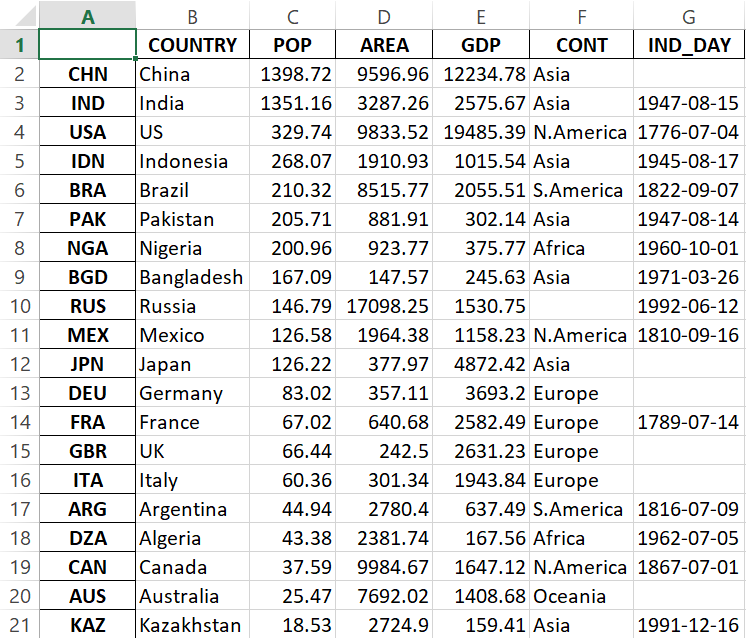 A B C D E F G
1 COUNTRY POP AREA GDP CONT IND_DAY
2 CHN China 1398.72 9596.96 12234.78 Asia
3 IND India 1351.16 3287.26 2575.67 Asia 1947-08-15
4 USA US 329.74 9833.52 19485.39 N.America 1776-07-04
5 IDN Indonesia 268.07 1910.93 1015.54 Asia 1945-08-17
6 BRA Brazil 210.32 8515.77 2055.51 S.America 1822-09-07
7 PAK Pakistan 205.71 881.91 302.14 Asia 1947-08-14
8 NGA Nigeria 200.96 923.77 375.77 Africa 1960-10-01
9 BGD Bangladesh 167.09 147.57 245.63 Asia 1971-03-26
10 RUS Russia 146.79 17098.25 1530.75 1992-06-12
11 MEX Mexico 126.58 1964.38 1158.23 N.America 1810-09-16
12 JPN Japan 126.22 377.97 4872.42 Asia
13 DEU Germany 83.02 357.11 3693.2 Europe
14 FRA France 67.02 640.68 2582.49 Europe 1789-07-14
15 GBR UK 66.44 242.5 2631.23 Europe
16 ITA Italy 60.36 301.34 1943.84 Europe
17 ARG Argentina 44.94 2780.4 637.49 S.America 1816-07-09
18 DZA Algeria 43.38 2381.74 167.56 Africa 1962-07-05
19 CAN Canada 37.59 9984.67 1647.12 N.America 1867-07-01
20 AUS Australia 25.47 7692.02 1408.68 Oceania
21 KAZ Kazakhstan 18.53 2724.9 159.41 Asia 1991-12-16